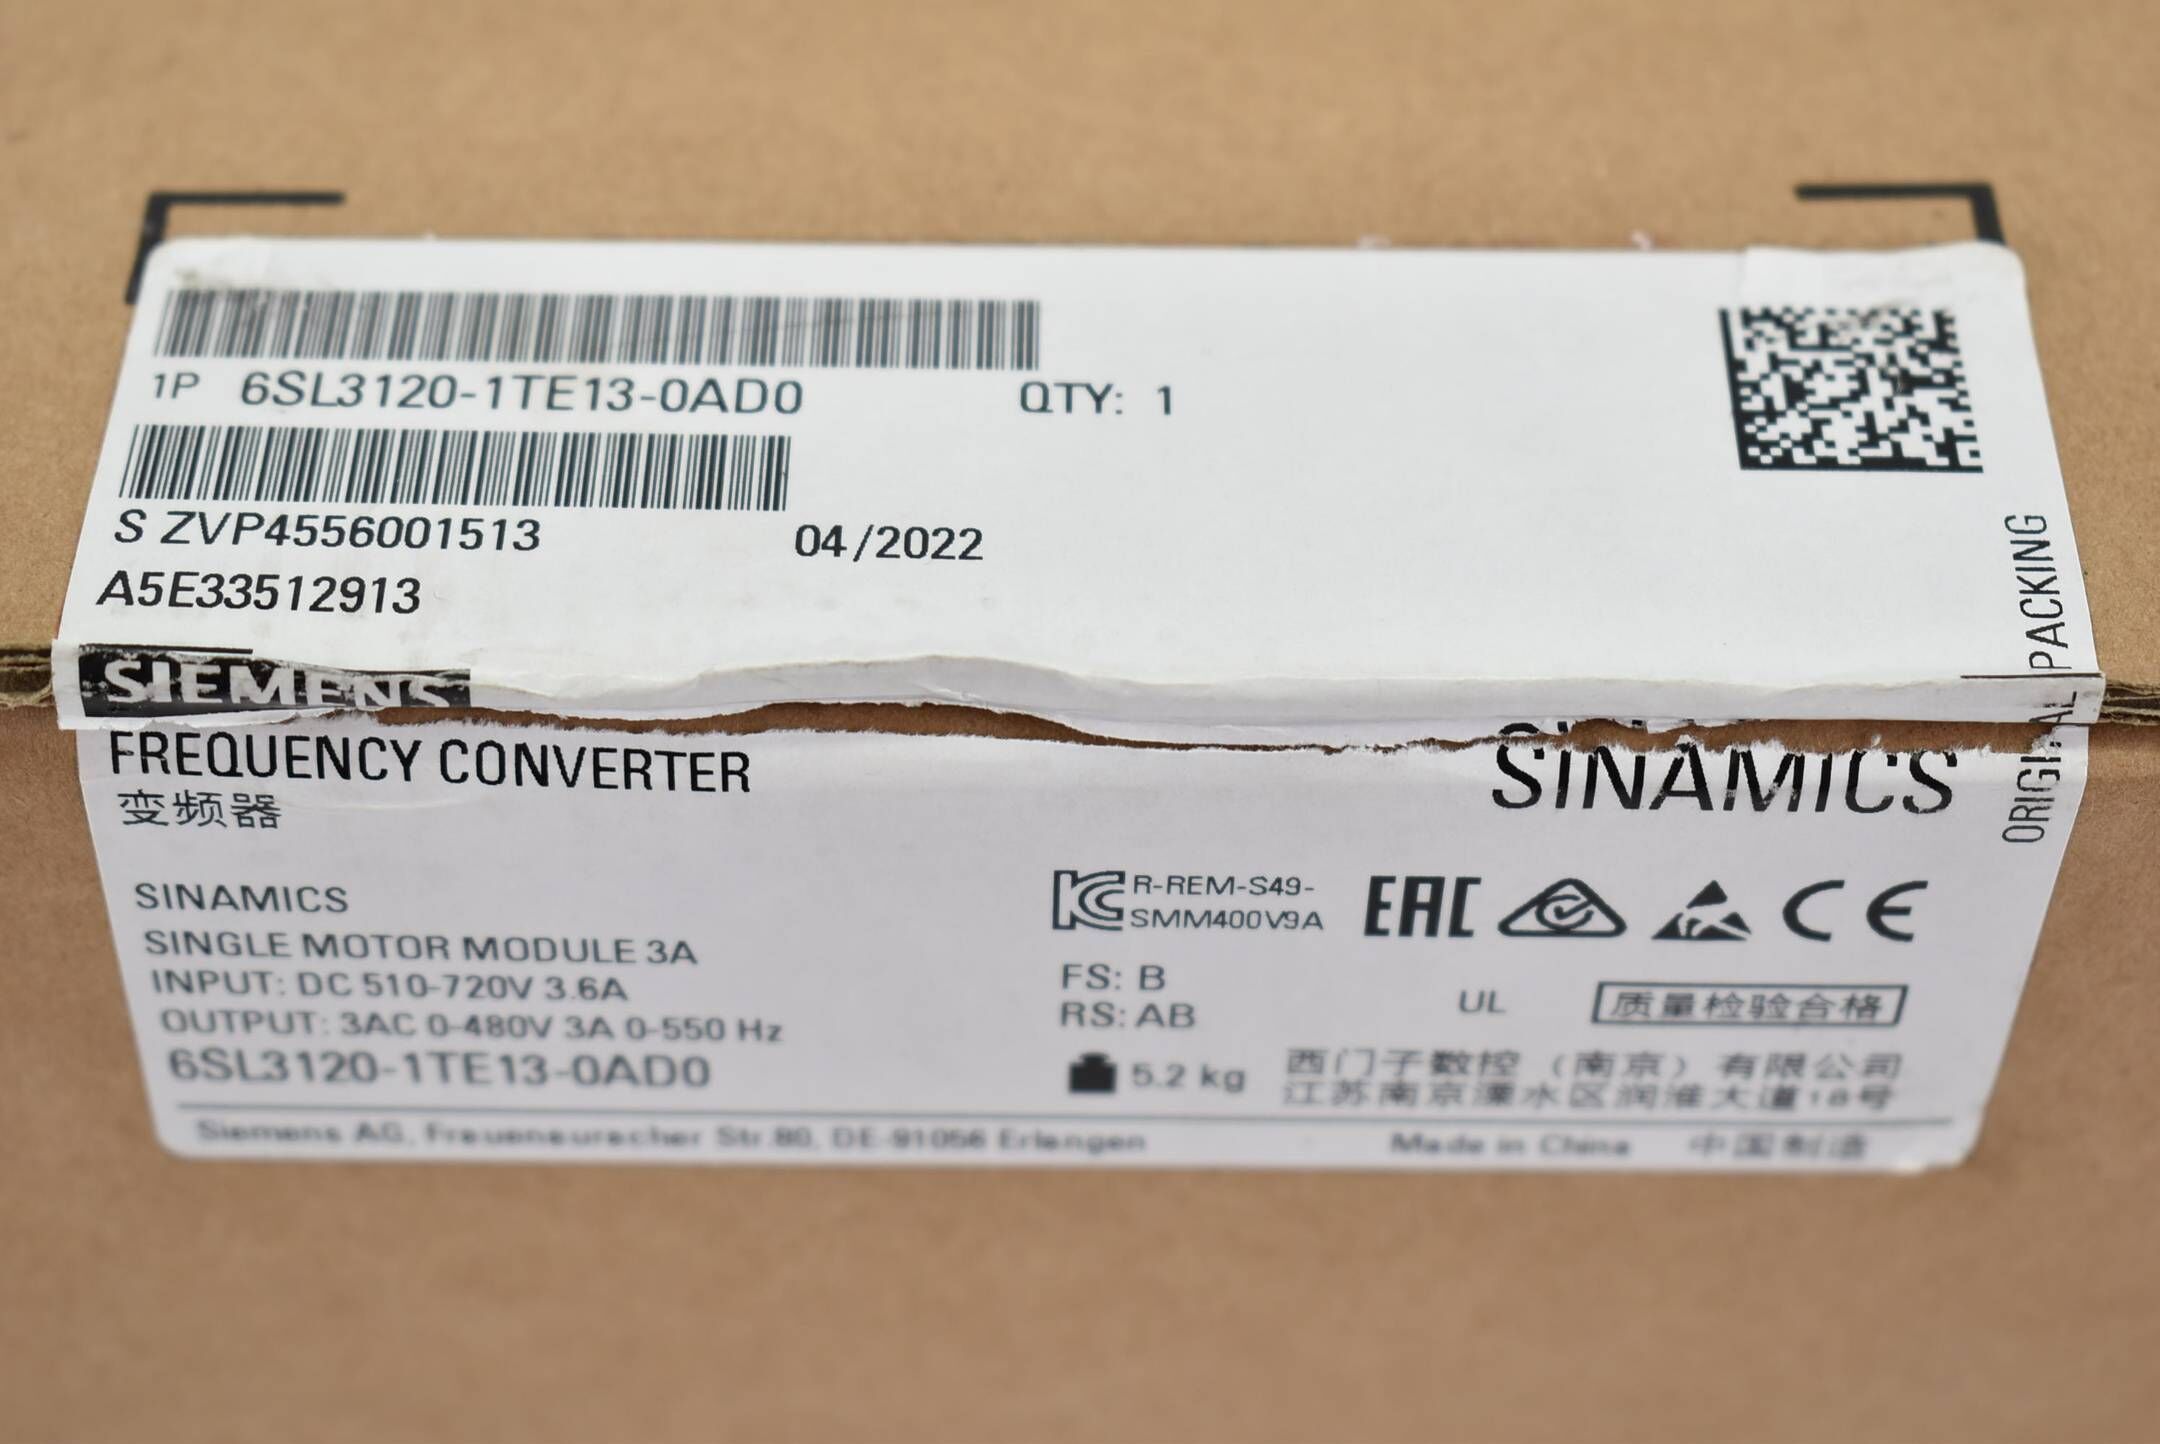 1P 6SL3120-1TE13-0AD0 QTY: 1
S ZVP4556001513 04/2022
A5E33512913
ORIGINAL PACKING
SIEMENS
SINAMICS
FREQUENCY CONVERTER
变频器
SINAMICS
SINGLE MOTOR MODULE 3A
INPUT: DC 510-720V 3.6A
OUTPUT: 3AC 0-480V 3A 0-550 Hz
6SL3120-1TE13-0AD0
R-REM-S49-
SMM400V9A
EAC
CE
FS: B
RS: AB
UL
质量检验合格
5.2 kg
西门子数控（南京）有限公司
江苏南京溧水区润淮大道18号
Siemens AG, Frauenauracher Str.80, DE-91056 Erlangen
Made in China 中国制造